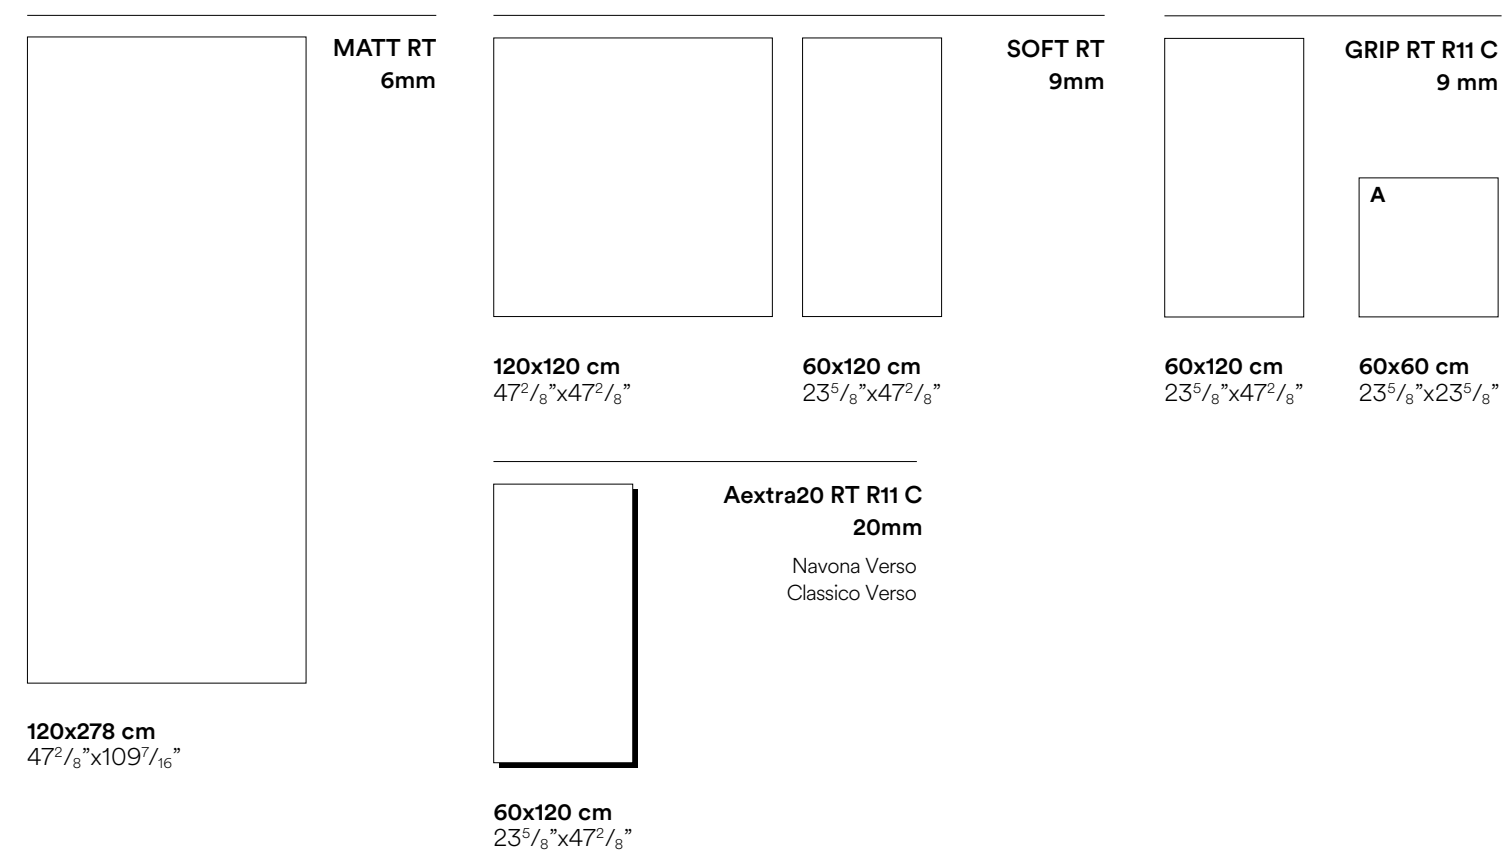 MATT RT
6mm
120x278 cm
47²/₈”x109⁷/₁₆”
SOFT RT
9mm
120x120 cm
47²/₈”x47²/₈”
60x120 cm
23⁵/₈”x47²/₈”
GRIP RT R11 C
9 mm
A
60x120 cm
23⁵/₈”x47²/₈”
60x60 cm
23⁵/₈”x23⁵/₈”
Aextra20 RT R11 C
20mm
Navona Verso
Classico Verso
60x120 cm
23⁵/₈”x47²/₈”